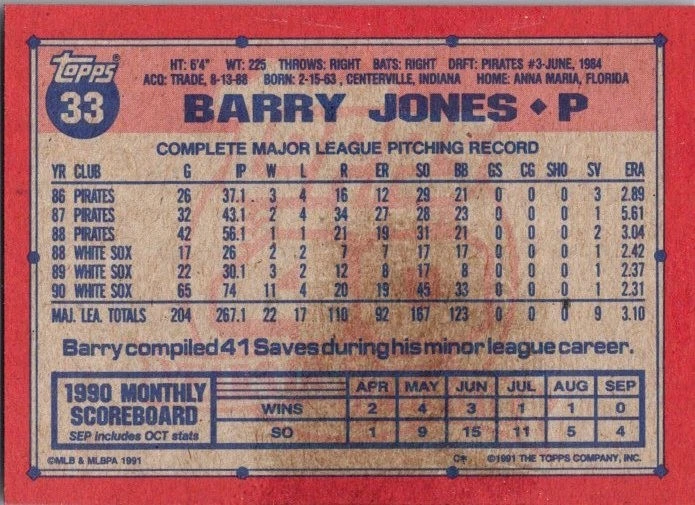 Topps®
33
HT: 6'4" WT: 225 THROWS: RIGHT BATS: RIGHT DRFT: PIRATES #3-JUNE, 1984
ACQ: TRADE, 8-13-88 BORN: 2-15-63, CENTERVILLE, INDIANA HOME: ANNA MARIA, FLORIDA
BARRY JONES ◆ P
COMPLETE MAJOR LEAGUE PITCHING RECORD
YR CLUB G IP W L R ER SO BB GS CG SHO SV ERA
86 PIRATES 26 37.1 3 4 16 12 29 21 0 0 0 3 2.89
87 PIRATES 32 43.1 2 4 34 27 28 23 0 0 0 1 5.61
88 PIRATES 42 56.1 1 1 21 19 31 21 0 0 0 2 3.04
88 WHITE SOX 17 26 2 2 7 7 17 17 0 0 0 1 2.42
89 WHITE SOX 22 30.1 3 2 12 8 17 8 0 0 0 1 2.37
90 WHITE SOX 65 74 11 4 20 19 45 33 0 0 0 1 2.31
MAJ. LEA. TOTALS 204 267.1 22 17 110 92 167 123 0 0 0 9 3.10
Barry compiled 41 Saves during his minor league career.
1990 MONTHLY
SCOREBOARD
SEP includes OCT stats
APR MAY JUN JUL AUG SEP
WINS 2 4 3 1 1 0
SO 1 9 15 11 5 4
©MLB & MLBPA 1991 C* ©1991 THE TOPPS COMPANY, INC.